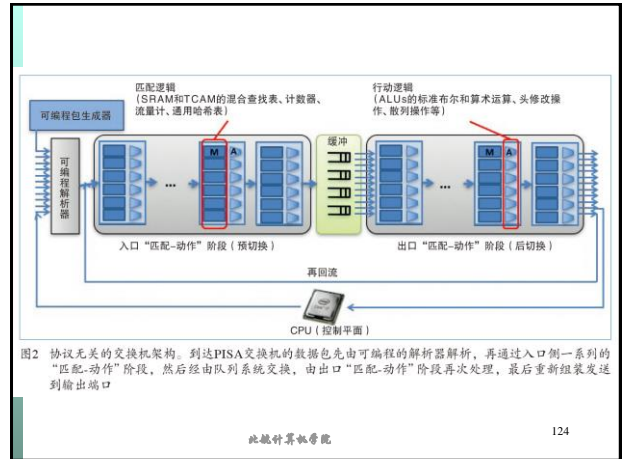 匹配逻辑
(SRAM和TCAM的混合查找表、计数器、
流量计、通用哈希表)
行动逻辑
(ALUs的标准布尔和算术运算、头修改操
作、散列操作等)
可编程包生成器
缓冲
可编程解析器
M A
...
M A
...
入口“匹配-动作”阶段(预切换)
出口“匹配-动作”阶段(后切换)
再回流
CPU(控制平面)
图2 协议无关的交换机架构。到达PISA交换机的数据包先由可编程的解析器解析，再通过入口侧一系列的
“匹配-动作”阶段，然后经由队列系统交换，由出口“匹配-动作”阶段再次处理，最后重新组装发送
到输出端口
北航计算机学院
124